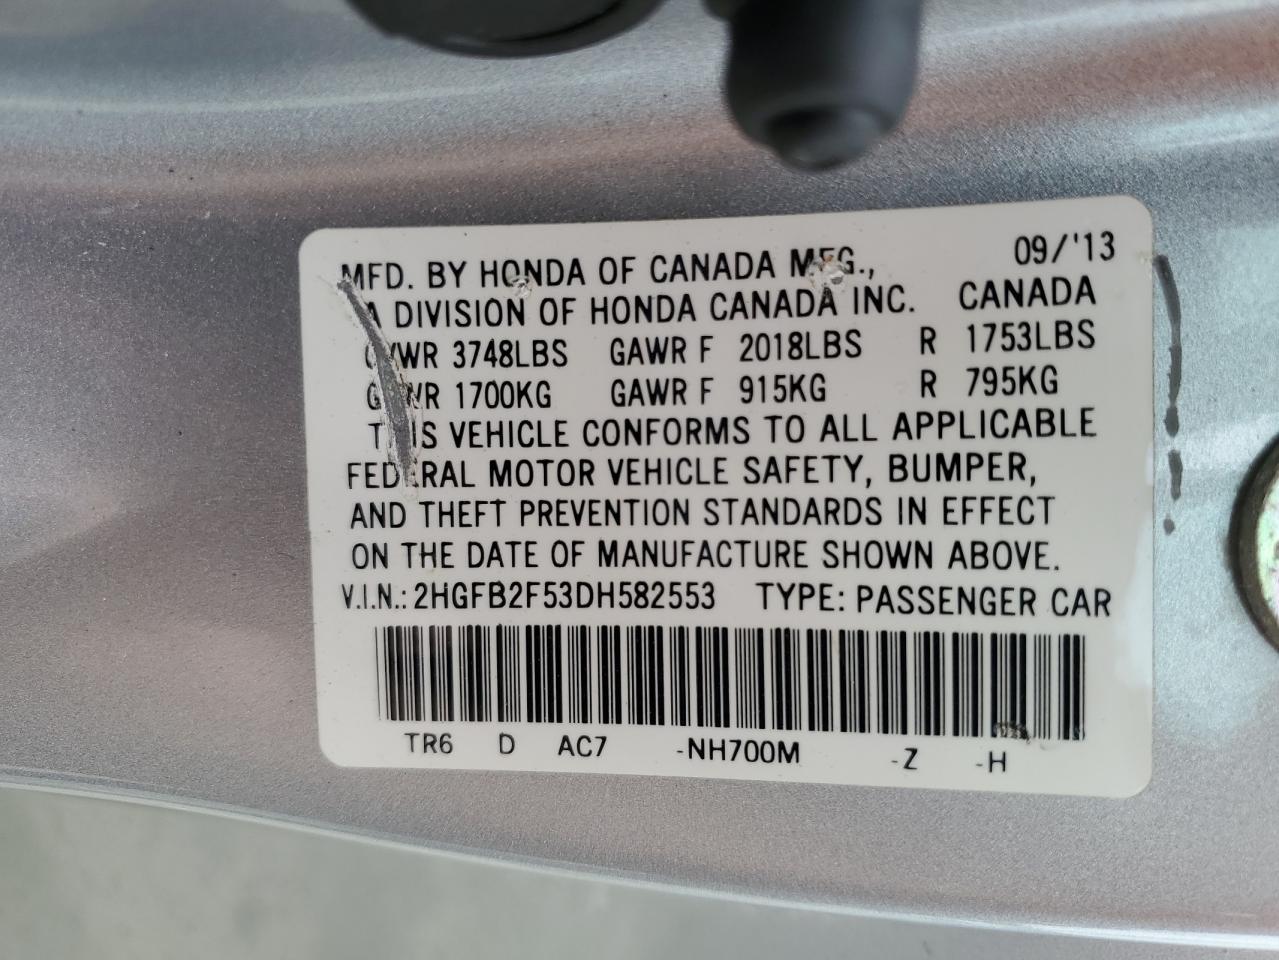 MFD. BY HONDA OF CANADA MFG., 09/'13
A DIVISION OF HONDA CANADA INC. CANADA
GVWR 3748LBS GAWR F 2018LBS R 1753LBS
GVWR 1700KG GAWR F 915KG R 795KG
THIS VEHICLE CONFORMS TO ALL APPLICABLE
FEDERAL MOTOR VEHICLE SAFETY, BUMPER,
AND THEFT PREVENTION STANDARDS IN EFFECT
ON THE DATE OF MANUFACTURE SHOWN ABOVE.
V.I.N.: 2HGFB2F53DH582553 TYPE: PASSENGER CAR
TR6 D AC7 -NH700M -Z -H